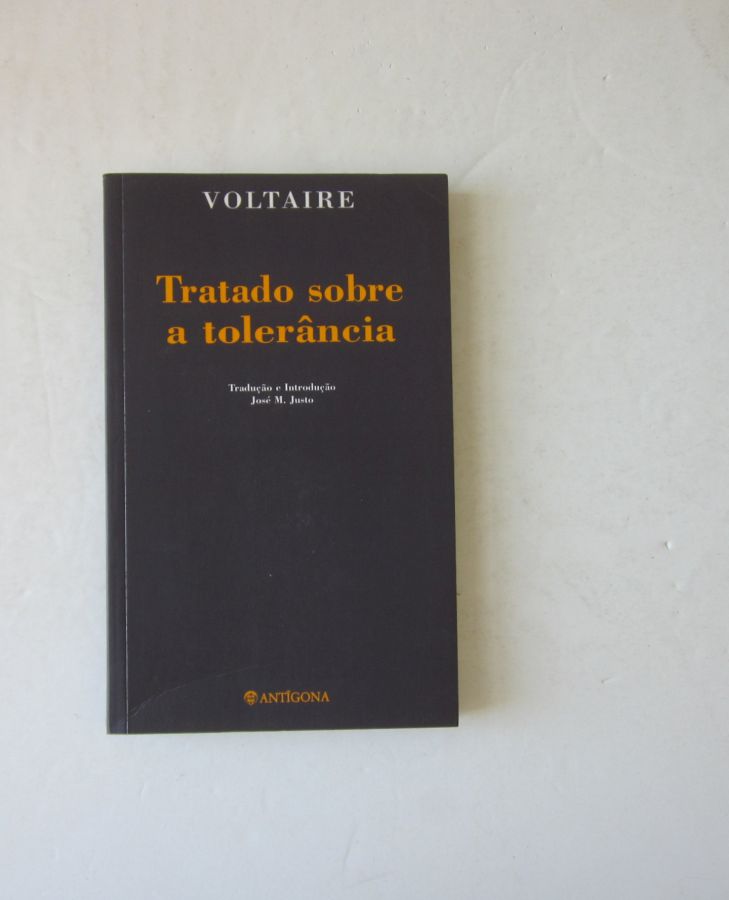 VOLTAIRE
Tratado sobre
a tolerância
Tradução e Introdução
José M. Justo
ANTÍGONA